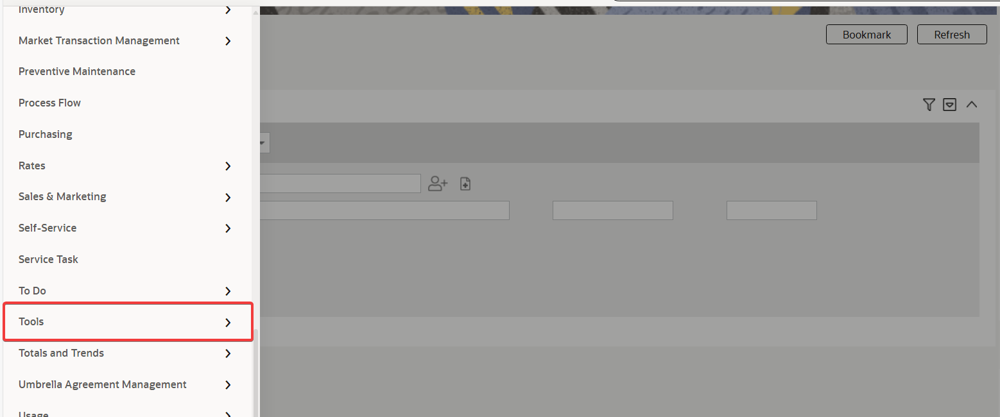 Inventory
Market Transaction Management
Bookmark
Refresh
Preventive Maintenance
Process Flow
Purchasing
Rates
Sales & Marketing
Self-Service
Service Task
To Do
Tools
Totals and Trends
Umbrella Agreement Management
Usage